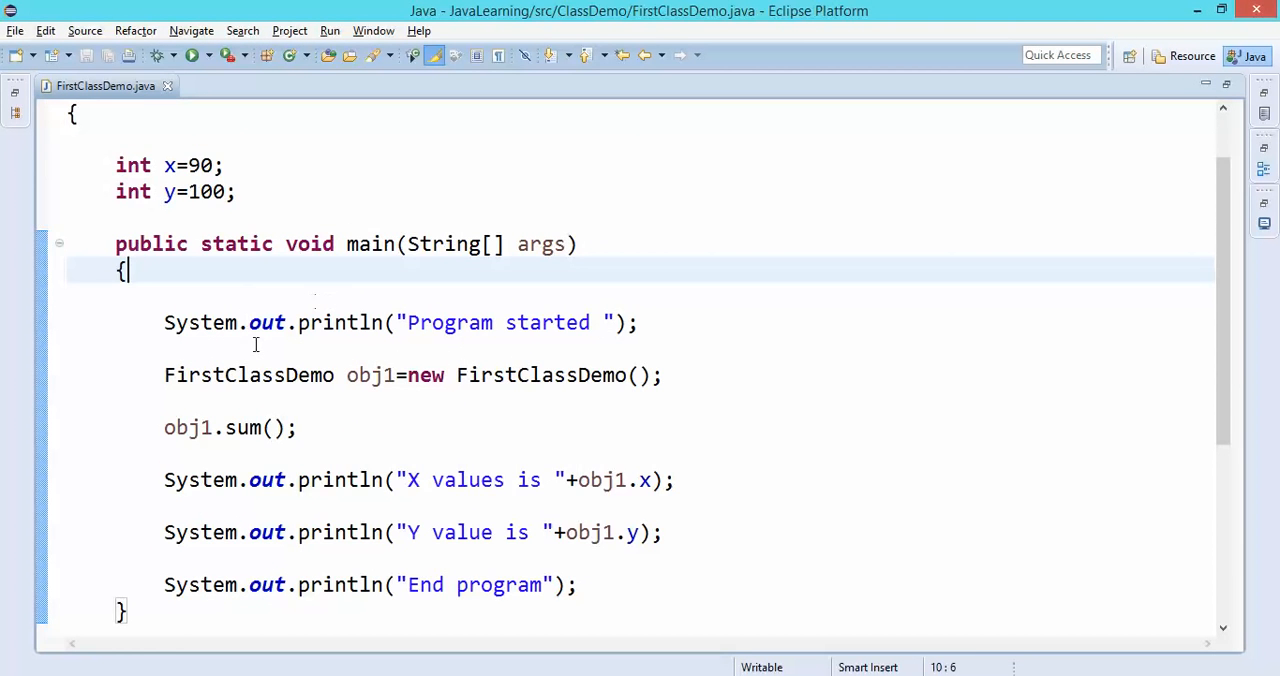 Java - JavaLearning/src/ClassDemo/FirstClassDemo.java - Eclipse Platform
File Edit Source Refactor Navigate Search Project Run Window Help
Quick Access Resource Java
FirstClassDemo.java
{
int x=90;
int y=100;
public static void main(String[] args)
{
System.out.println("Program started ");
FirstClassDemo obj1=new FirstClassDemo();
obj1.sum();
System.out.println("X values is "+obj1.x);
System.out.println("Y value is "+obj1.y);
System.out.println("End program");
}
Writable Smart Insert 10 : 6